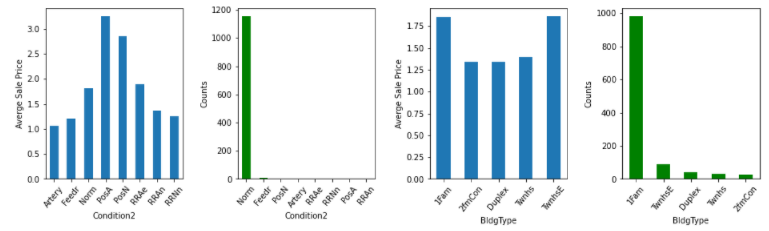 3.0
2.5
2.0
1.5
1.0
0.5
0.0
Averge Sale Price
Artery Feedr Norm PosA PosN RRAe RRAn RRNn
Condition2
1200
1000
800
600
400
200
0
Counts
Norm Feedr PosN Artery RRAe RRNn PosA RRAn
Condition2
1.75
1.50
1.25
1.00
0.75
0.50
0.25
0.00
Averge Sale Price
1Fam 2fmCon Duplex Twnhs TwnhsE
BldgType
1000
800
600
400
200
0
Counts
1Fam TwnhsE Duplex Twnhs 2fmCon
BldgType